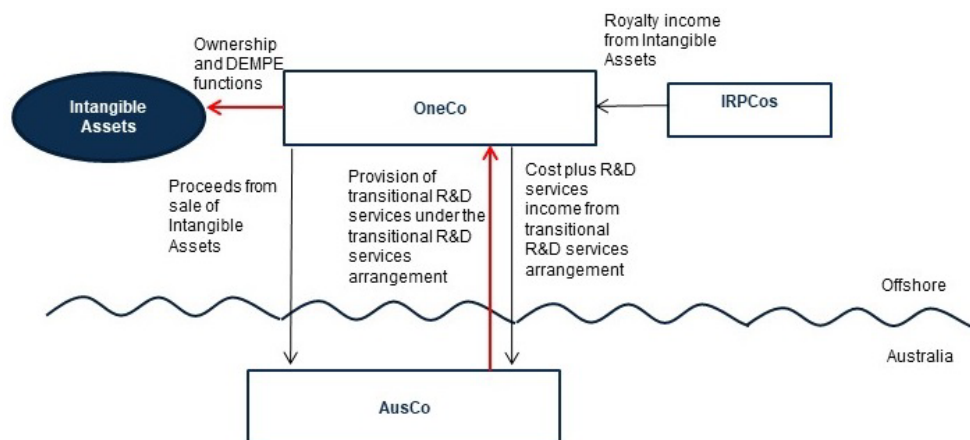 Royalty income
from Intangible
Assets
Ownership
and DEMPE
functions
Intangible
Assets
OneCo
IRPCos
Proceeds from
sale of
Intangible
Assets
Provision of
transitional R&D
services under the
transitional R&D
services
arrangement
Cost plus R&D
services
income from
transitional
R&D services
arrangement
Offshore
Australia
AusCo